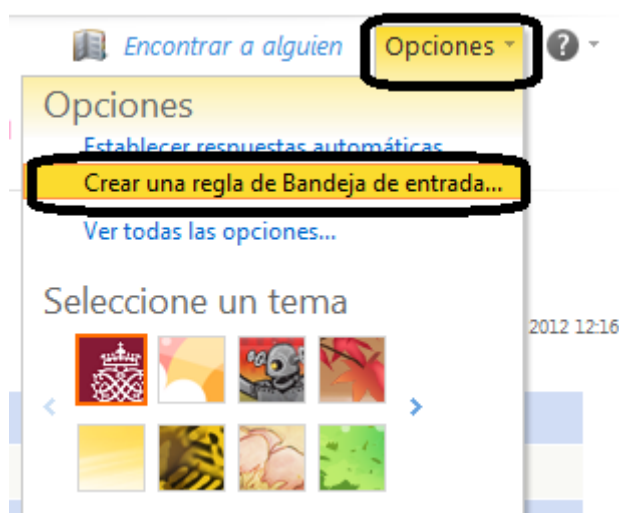 Encontrar a alguien Opciones ?
Opciones
Establecer respuestas automáticas
Crear una regla de Bandeja de entrada...
Ver todas las opciones...
Seleccione un tema
2012 12:16